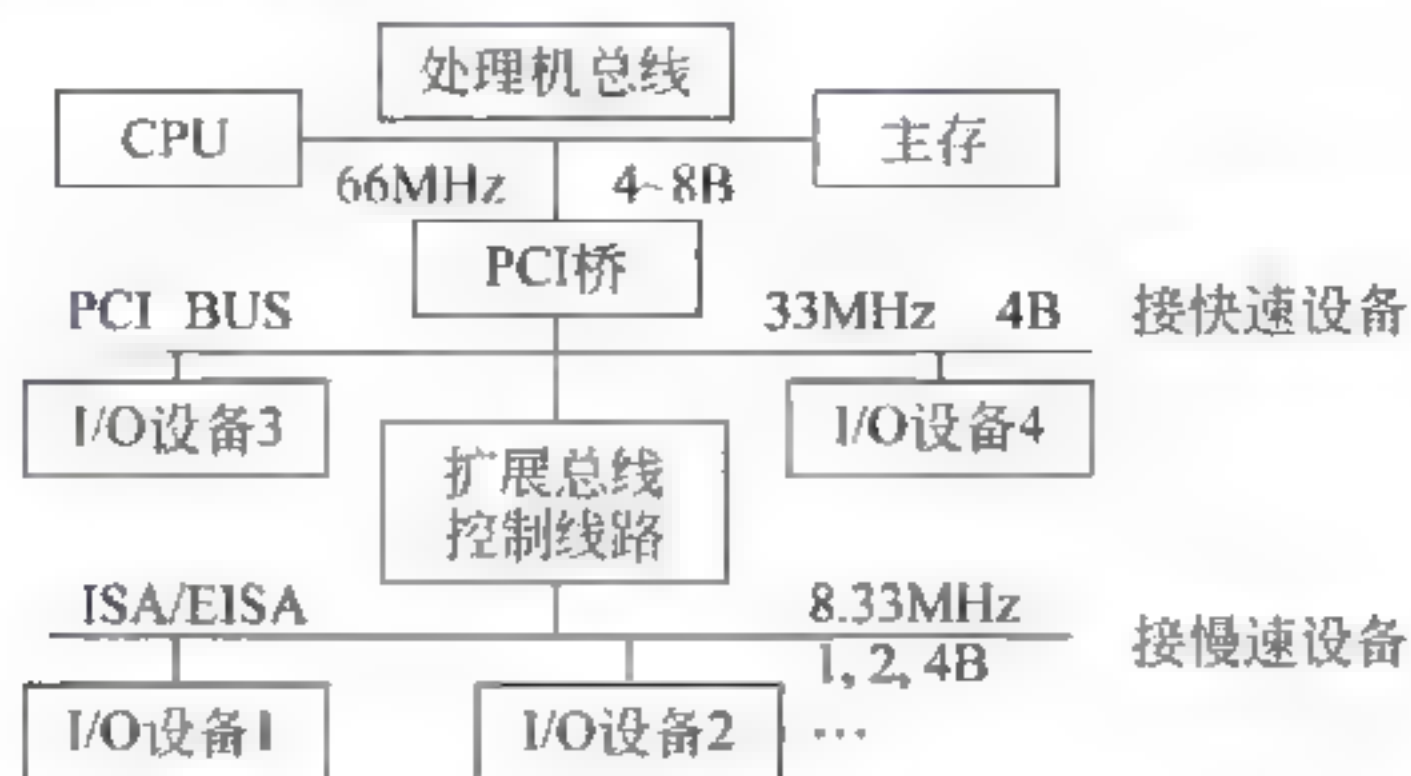 处理机总线
CPU
主存
66MHz
4~8B
PCI桥
PCI BUS
33MHz 4B
接快速设备
I/O设备3
I/O设备4
扩展总线
控制线路
ISA/EISA
8.33MHz
1, 2, 4B
接慢速设备
I/O设备1
I/O设备2
…